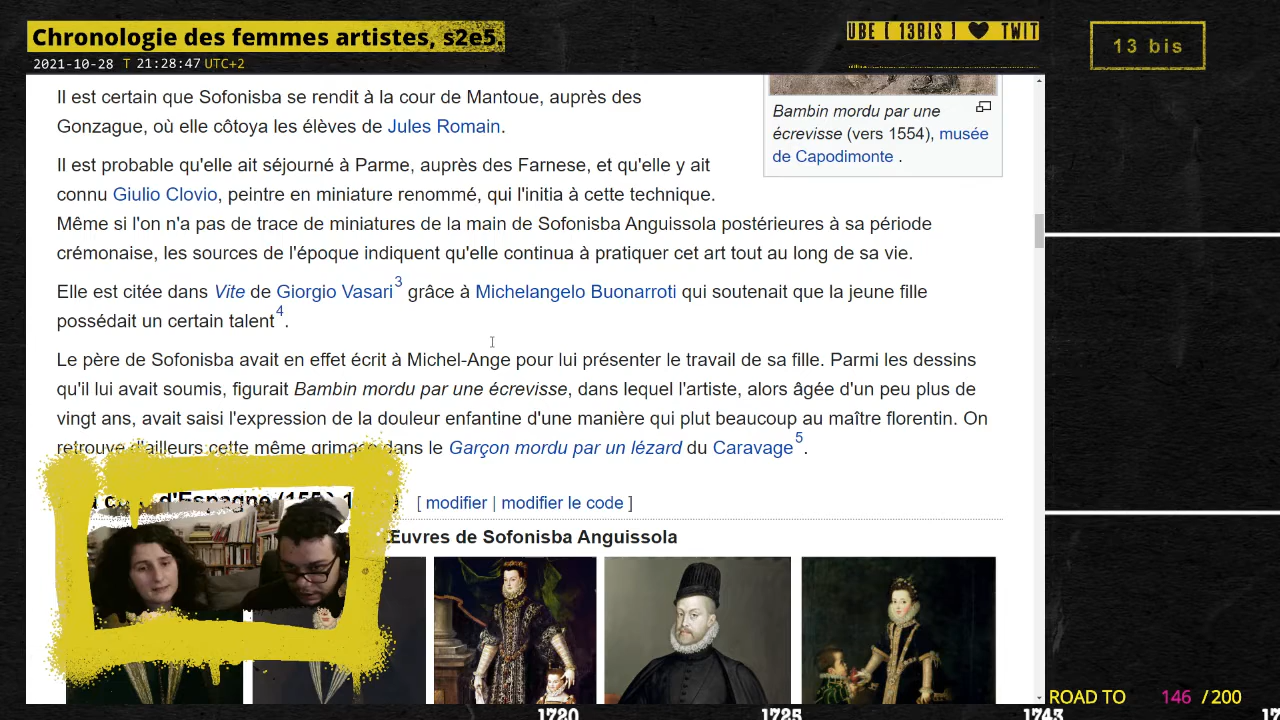 Chronologie des femmes artistes, s2e5
UBE [ 13BIS ] TWIT
13 bis
2021-10-28 T 21:28:47 UTC+2
Il est certain que Sofonisba se rendit à la cour de Mantoue, auprès des
Gonzague, où elle côtoya les élèves de Jules Romain.
Bambin mordu par une
écrevisse (vers 1554), musée
de Capodimonte .
Il est probable qu'elle ait séjourné à Parme, auprès des Farnese, et qu'elle y ait
connu Giulio Clovio, peintre en miniature renommé, qui l'initia à cette technique.
Même si l'on n'a pas de trace de miniatures de la main de Sofonisba Anguissola postérieures à sa période
crémonaise, les sources de l'époque indiquent qu'elle continua à pratiquer cet art tout au long de sa vie.
Elle est citée dans Vite de Giorgio Vasari3 grâce à Michelangelo Buonarroti qui soutenait que la jeune fille
possédait un certain talent4.
Le père de Sofonisba avait en effet écrit à Michel-Ange pour lui présenter le travail de sa fille. Parmi les dessins
qu'il lui avait soumis, figurait Bambin mordu par une écrevisse, dans lequel l'artiste, alors âgée d'un peu plus de
vingt ans, avait saisi l'expression de la douleur enfantine d'une manière qui plut beaucoup au maître florentin. On
retrouve d'ailleurs cette même grimace dans le Garçon mordu par un lézard du Caravage5.
d'Espagne [ modifier | modifier le code ]
Œuvres de Sofonisba Anguissola
ROAD TO 146 / 200
1720 1725 1743